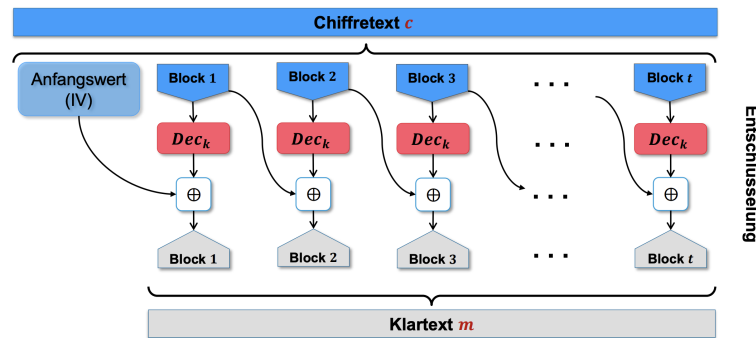 Chiffretext c
Anfangswert
(IV)
Block 1
Block 2
Block 3
. . .
Block t
Dec_k
Dec_k
Dec_k
. . .
Dec_k
⊕
⊕
⊕
. . .
⊕
Block 1
Block 2
Block 3
. . .
Block t
Klartext m
Entschlüsselung